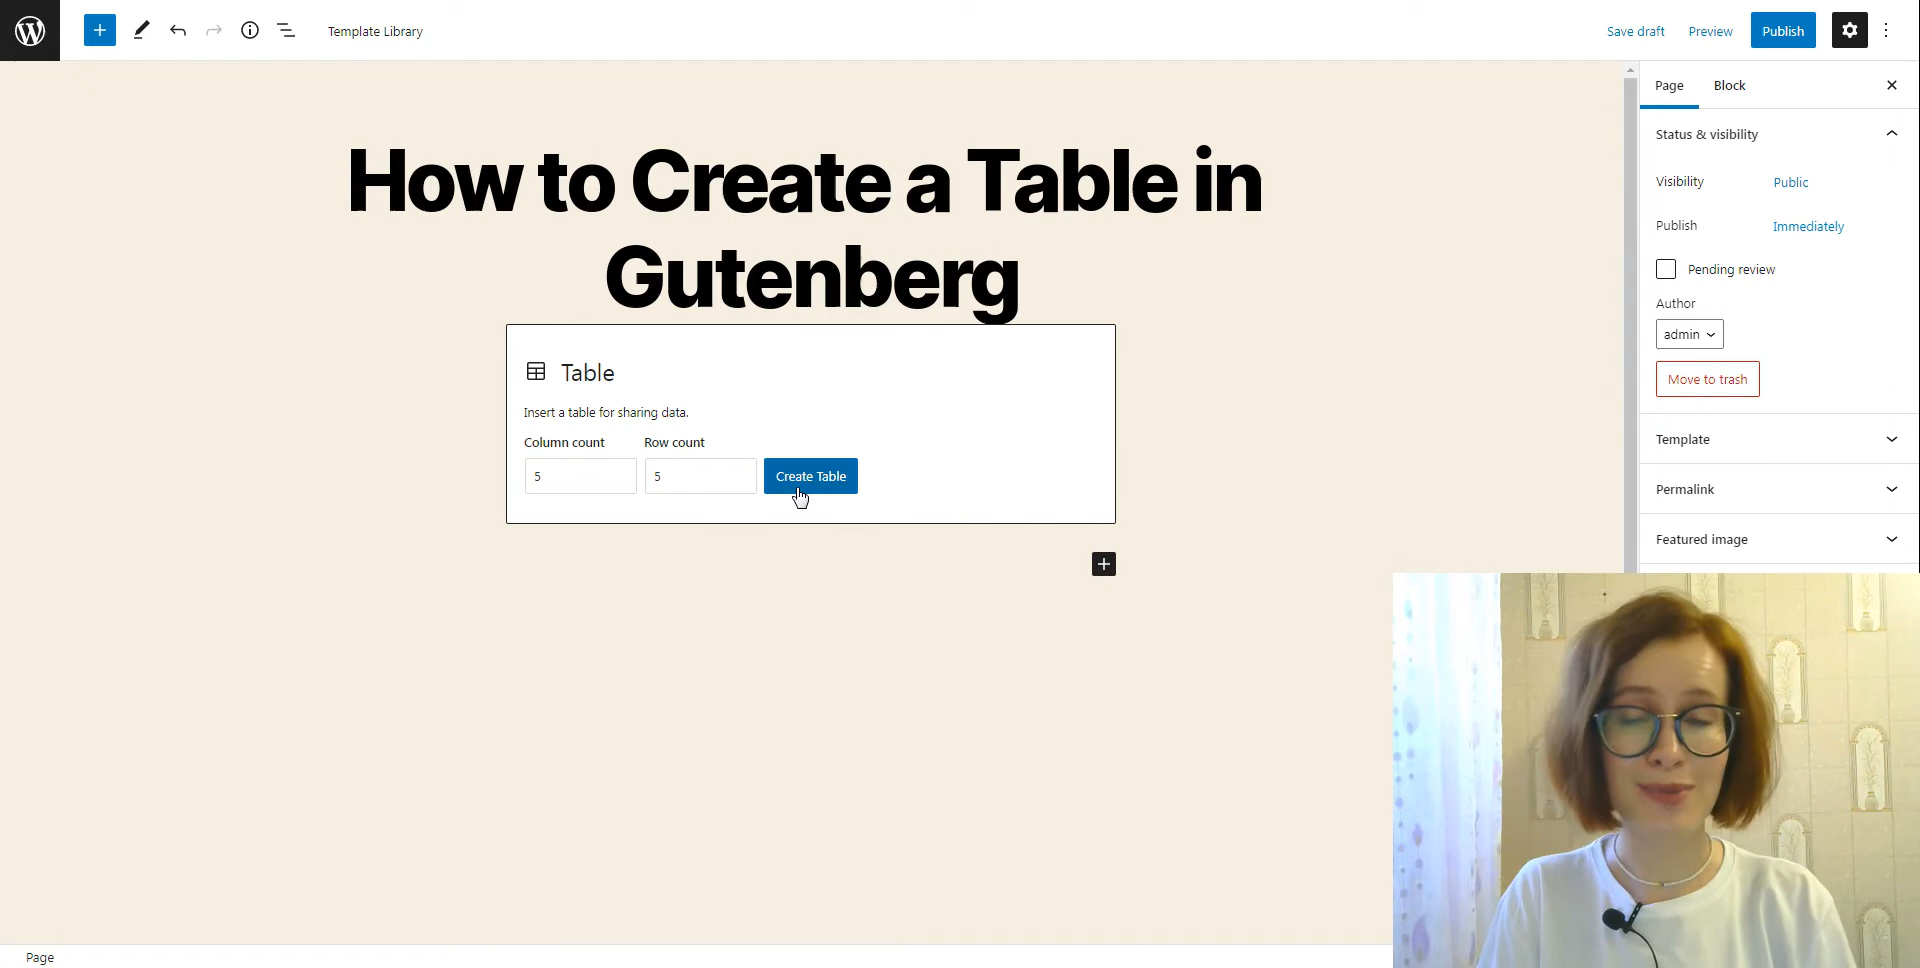 Template Library
Save draft
Preview
Publish
Page
Block
How to Create a Table in
Gutenberg
Table
Insert a table for sharing data.
Column count
Row count
5
5
Create Table
Status & visibility
Visibility
Public
Publish
Immediately
Pending review
Author
admin
Move to trash
Template
Permalink
Featured image
Page